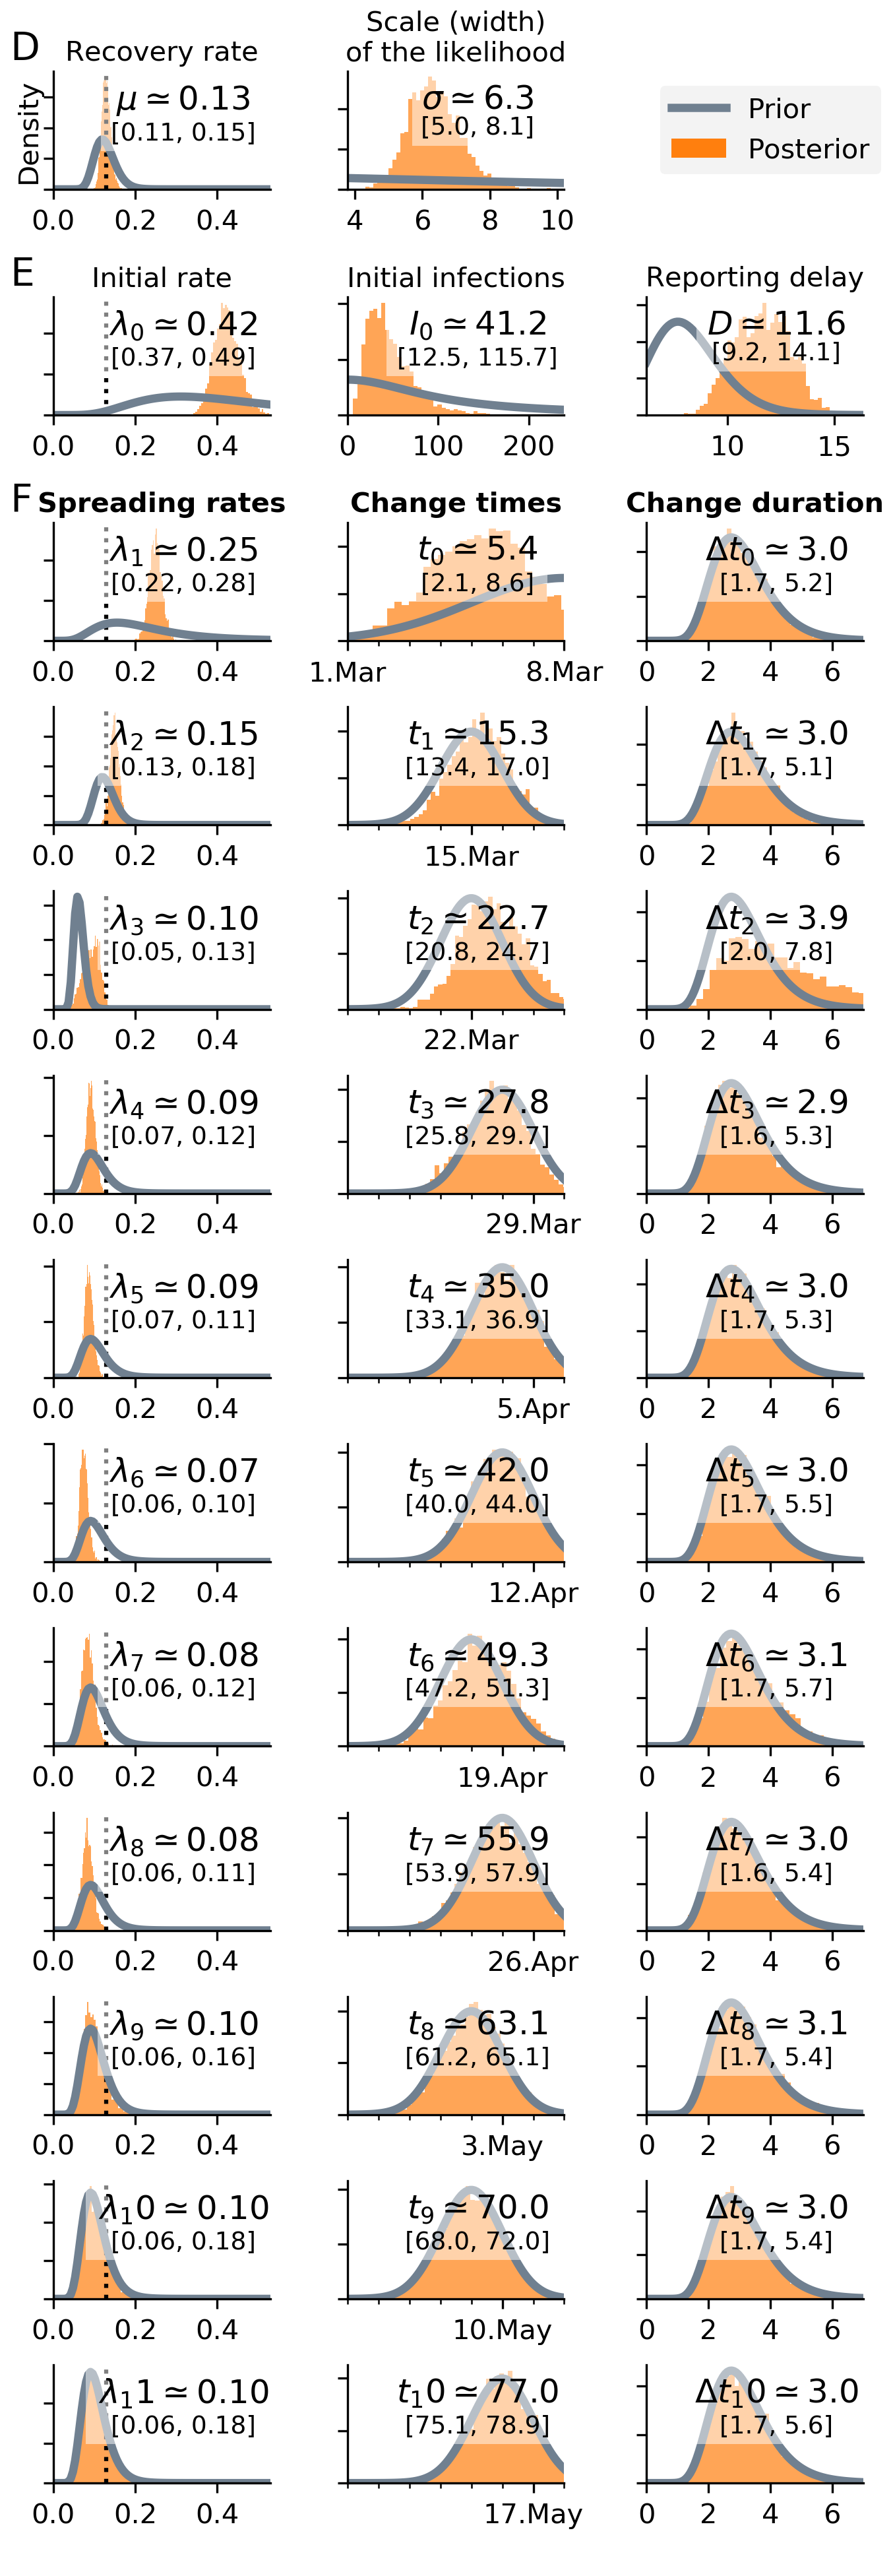 D
Recovery rate
Scale (width)
of the likelihood
Density
μ ≃ 0.13
[0.11, 0.15]
0.0 0.2 0.4
σ ≃ 6.3
[5.0, 8.1]
4 6 8 10
Prior
Posterior
E
Initial rate
Initial infections
Reporting delay
λ0 ≃ 0.42
[0.37, 0.49]
0.0 0.2 0.4
I0 ≃ 41.2
[12.5, 115.7]
0 100 200
D ≃ 11.6
[9.2, 14.1]
10 15
F
Spreading rates
Change times
Change duration
λ1 ≃ 0.25
[0.22, 0.28]
0.0 0.2 0.4
t0 ≃ 5.4
[2.1, 8.6]
1.Mar 8.Mar
Δt0 ≃ 3.0
[1.7, 5.2]
0 2 4 6
λ2 ≃ 0.15
[0.13, 0.18]
0.0 0.2 0.4
t1 ≃ 15.3
[13.4, 17.0]
15.Mar
Δt1 ≃ 3.0
[1.7, 5.1]
0 2 4 6
λ3 ≃ 0.10
[0.05, 0.13]
0.0 0.2 0.4
t2 ≃ 22.7
[20.8, 24.7]
22.Mar
Δt2 ≃ 3.9
[2.0, 7.8]
0 2 4 6
λ4 ≃ 0.09
[0.07, 0.12]
0.0 0.2 0.4
t3 ≃ 27.8
[25.8, 29.7]
29.Mar
Δt3 ≃ 2.9
[1.6, 5.3]
0 2 4 6
λ5 ≃ 0.09
[0.07, 0.11]
0.0 0.2 0.4
t4 ≃ 35.0
[33.1, 36.9]
5.Apr
Δt4 ≃ 3.0
[1.7, 5.3]
0 2 4 6
λ6 ≃ 0.07
[0.06, 0.10]
0.0 0.2 0.4
t5 ≃ 42.0
[40.0, 44.0]
12.Apr
Δt5 ≃ 3.0
[1.7, 5.5]
0 2 4 6
λ7 ≃ 0.08
[0.06, 0.12]
0.0 0.2 0.4
t6 ≃ 49.3
[47.2, 51.3]
19.Apr
Δt6 ≃ 3.1
[1.7, 5.7]
0 2 4 6
λ8 ≃ 0.08
[0.06, 0.11]
0.0 0.2 0.4
t7 ≃ 55.9
[53.9, 57.9]
26.Apr
Δt7 ≃ 3.0
[1.6, 5.4]
0 2 4 6
λ9 ≃ 0.10
[0.06, 0.16]
0.0 0.2 0.4
t8 ≃ 63.1
[61.2, 65.1]
3.May
Δt8 ≃ 3.1
[1.7, 5.4]
0 2 4 6
λ10 ≃ 0.10
[0.06, 0.18]
0.0 0.2 0.4
t9 ≃ 70.0
[68.0, 72.0]
10.May
Δt9 ≃ 3.0
[1.7, 5.4]
0 2 4 6
λ11 ≃ 0.10
[0.06, 0.18]
0.0 0.2 0.4
t10 ≃ 77.0
[75.1, 78.9]
17.May
Δt10 ≃ 3.0
[1.7, 5.6]
0 2 4 6